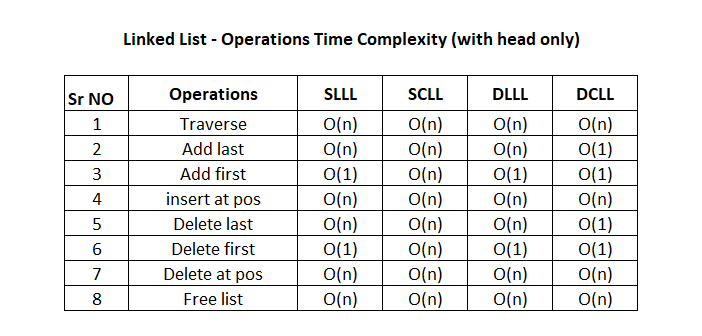 Linked List - Operations Time Complexity (with head only)
Sr NO Operations SLLL SCLL DLLL DCLL
1 Traverse O(n) O(n) O(n) O(n)
2 Add last O(n) O(n) O(n) O(1)
3 Add first O(1) O(n) O(1) O(1)
4 insert at pos O(n) O(n) O(n) O(n)
5 Delete last O(n) O(n) O(n) O(1)
6 Delete first O(1) O(n) O(1) O(1)
7 Delete at pos O(n) O(n) O(n) O(n)
8 Free list O(n) O(n) O(n) O(n)